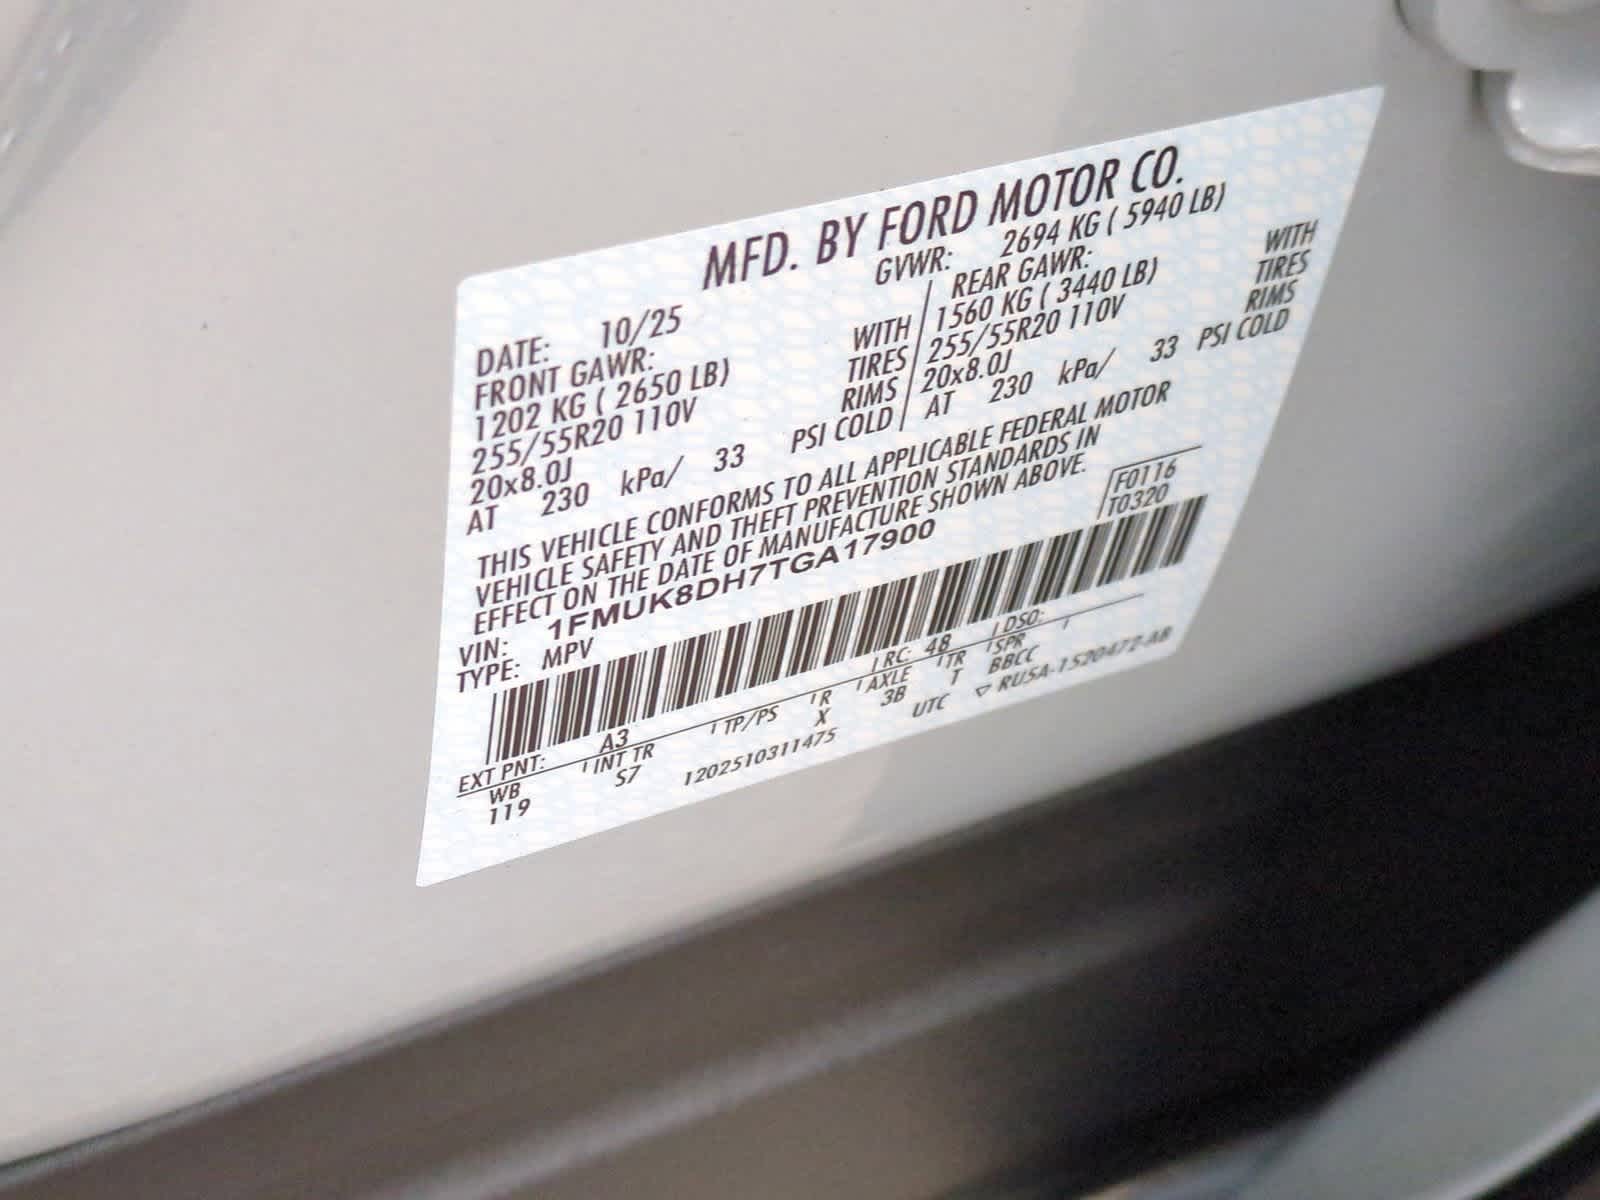 MFD. BY FORD MOTOR CO.
DATE: 10/25 GVWR: 2694 KG ( 5940 LB)
FRONT GAWR: REAR GAWR:
1202 KG ( 2650 LB) WITH 1560 KG ( 3440 LB) WITH
255/55R20 110V TIRES 255/55R20 110V TIRES
20x8.0J RIMS 20x8.0J RIMS
AT 230 kPa/ 33 PSI COLD AT 230 kPa/ 33 PSI COLD
THIS VEHICLE CONFORMS TO ALL APPLICABLE FEDERAL MOTOR
VEHICLE SAFETY AND THEFT PREVENTION STANDARDS IN
EFFECT ON THE DATE OF MANUFACTURE SHOWN ABOVE.
VIN: 1FMUK8DH7TGA17900 F0116
TYPE: MPV T0320
EXT PNT: A3 RC: 48 DSO:
WB INT TR TP/PS R AXLE TR SPR
119 S7 X 3B T BBCC
1202510311475 UTC ▽ RU5A-1520472-AB